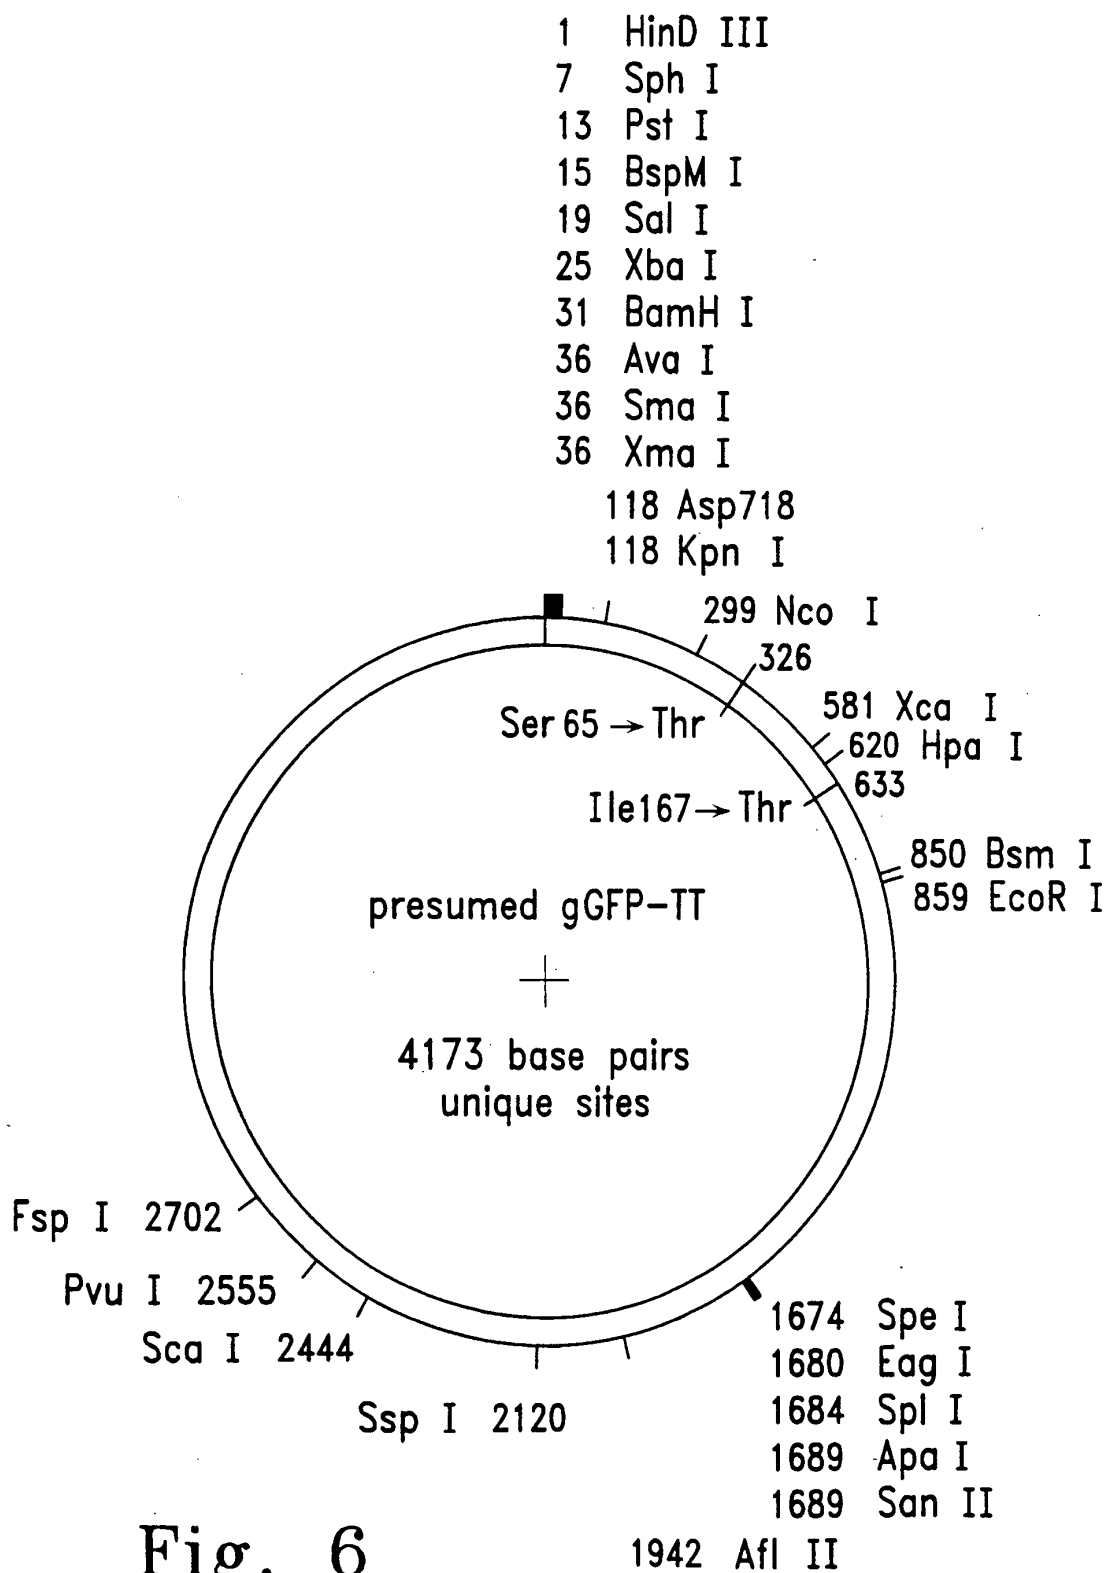 1 HinD III
7 Sph I
13 Pst I
15 BspM I
19 Sal I
25 Xba I
31 BamH I
36 Ava I
36 Sma I
36 Xma I
118 Asp718
118 Kpn I
299 Nco I
326
Ser 65 → Thr
581 Xca I
620 Hpa I
633
Ile167 → Thr
850 Bsm I
859 EcoR I
presumed gGFP-TT
4173 base pairs
unique sites
Fsp I 2702
Pvu I 2555
Sca I 2444
Ssp I 2120
1674 Spe I
1680 Eag I
1684 Spl I
1689 Apa I
1689 San II
1942 Afl II
Fig. 6